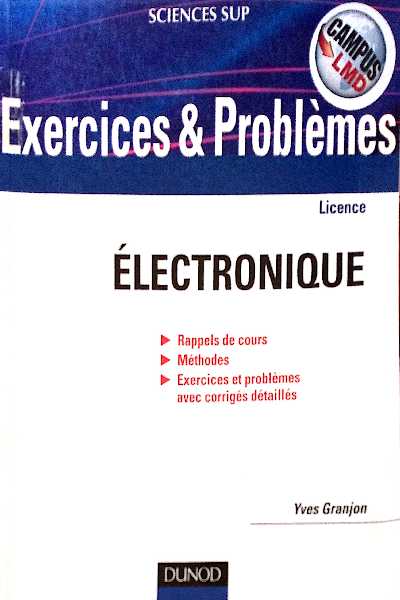 SCIENCES SUP
CAMPUS
LMD
Exercices & Problèmes
Licence
ÉLECTRONIQUE
Rappels de cours
Méthodes
Exercices et problèmes
avec corrigés détaillés
Yves Granjon
DUNOD